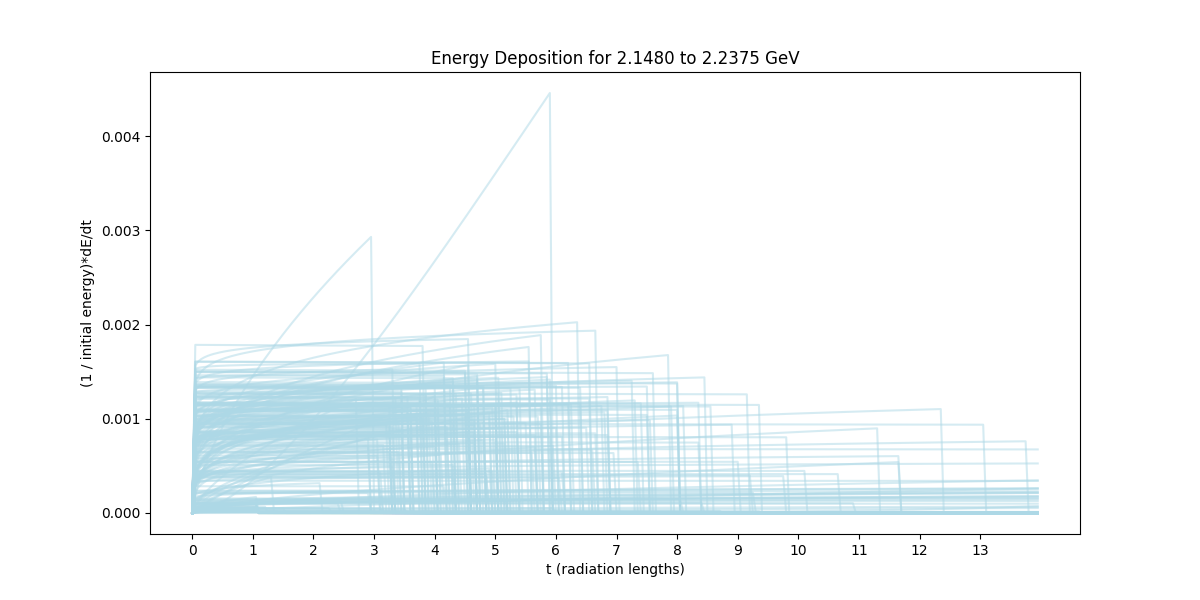 Energy Deposition for 2.1480 to 2.2375 GeV
(1 / initial energy)*dE/dt
0.004
0.003
0.002
0.001
0.000
0 1 2 3 4 5 6 7 8 9 10 11 12 13
t (radiation lengths)